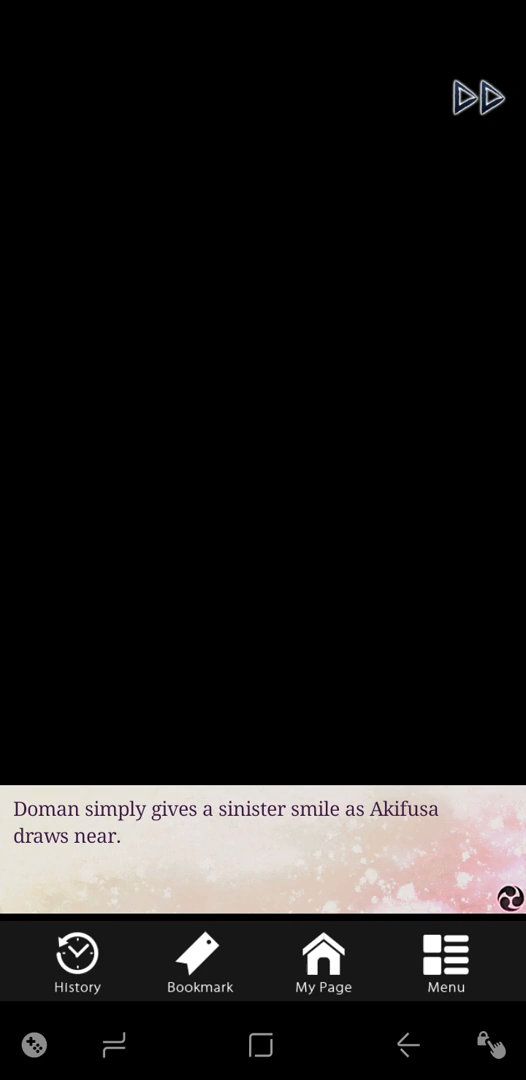 Doman simply gives a sinister smile as Akifusa
draws near.
History
Bookmark
My Page
Menu